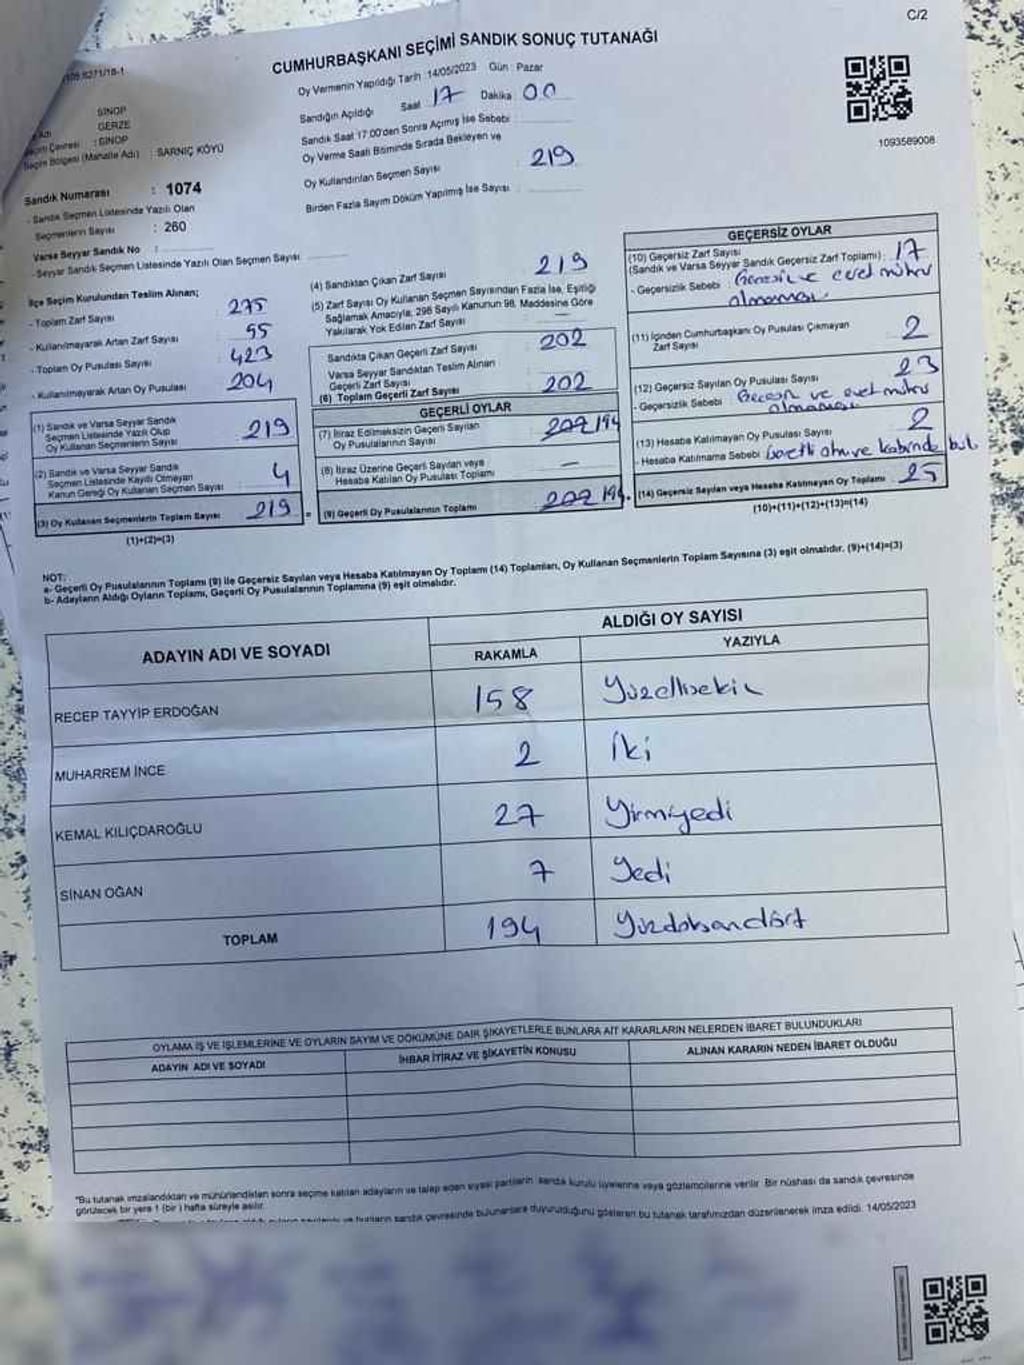 C/2
CUMHURBAŞKANI SEÇİMİ SANDIK SONUÇ TUTANAĞI
Oy Vermenin Yapıldığı Tarih :14/05/2023 Gün : Pazar
Sandığın Açıldığı Saat 17 Dakika : 00
Sandık Saat 17:00'den Sonra Açılmış İse Sebebi :
Oy Verme Saati Bitiminde Sırada Bekleyen ve
Oy Kullandırılan Seçmen Sayısı : 219
Birden Fazla Sayım Döküm Yapılmış İse Sayısı :
1093589008
SİNOP
GERZE
: SİNOP
(Mahalle Adı) : SARNIÇ KÖYÜ
Sandık Numarası : 1074
- Sandık Seçmen Listesinde Yazılı Olan
Seçmenlerin Sayısı : 260
Varsa Seyyar Sandık No :
- Seyyar Sandık Seçmen Listesinde Yazılı Olan Seçmen Sayısı
İlçe Seçim Kurulundan Teslim Alınan;
- Toplam Zarf Sayısı : 275
- Kullanılmayarak Artan Zarf Sayısı 55
- Toplam Oy Pusulası Sayısı : 423
- Kullanılmayarak Artan Oy Pusulası 204
(1) Sandık ve Varsa Seyyar Sandık
Seçmen Listesinde Yazılı Olup
Oy Kullanan Seçmenlerin Sayısı 219
(2) Sandık ve Varsa Seyyar Sandık
Seçmen Listesinde Kayıtlı Olmayan
Kanun Gereği Oy Kullanan Seçmen Sayısı 4
(3) Oy Kullanan Seçmenlerin Toplam Sayısı 219 =
(1)+(2)=(3)
(4) Sandıktan Çıkan Zarf Sayısı 219
(5) Zarf Sayısı Oy Kullanan Seçmen Sayısından Fazla İse, Eşitliği
Sağlamak Amacıyla, 298 Sayılı Kanunun 98. Maddesine Göre
Yakılarak Yok Edilen Zarf Sayısı : —
Sandıkta Çıkan Geçerli Zarf Sayısı 202
Varsa Seyyar Sandıktan Teslim Alınan
Geçerli Zarf Sayısı
(6) Toplam Geçerli Zarf Sayısı 202
GEÇERLİ OYLAR
(7) İtiraz Edilmeksizin Geçerli Sayılan
Oy Pusulalarının Sayısı 202 194
(8) İtiraz Üzerine Geçerli Sayılan veya
Hesaba Katılan Oy Pusulası Toplamı —
(9) Geçerli Oy Pusulalarının Toplamı 202 194
GEÇERSİZ OYLAR
(10) Geçersiz Zarf Sayısı
(Sandık ve Varsa Seyyar Sandık Geçersiz Zarf Toplamı) : 17
- Geçersizlik Sebebi : ve evet mührü
olmaması
(11) İçinden Cumhurbaşkanı Oy Pusulası Çıkmayan
Zarf Sayısı 2
(12) Geçersiz Sayılan Oy Pusulası Sayısı 23
- Geçersizlik Sebebi ve evet mührü
olmaması
(13) Hesaba Katılmayan Oy Pusulası Sayısı 2
- Hesaba Katılmama Sebebi ve kabinde bul.
(14) Geçersiz Sayılan veya Hesaba Katılmayan Oy Toplamı 25
(10)+(11)+(12)+(13)=(14)
NOT:
a- Geçerli Oy Pusulalarının Toplamı (9) ile Geçersiz Sayılan veya Hesaba Katılmayan Oy Toplamı (14) Toplamları, Oy Kullanan Seçmenlerin Toplam Sayısına (3) eşit olmalıdır. (9)+(14)=(3)
b- Adayların Aldığı Oyların Toplamı, Geçerli Oy Pusulalarının Toplamına (9) eşit olmalıdır.
ADAYIN ADI VE SOYADI
ALDIĞI OY SAYISI
RAKAMLA YAZIYLA
RECEP TAYYİP ERDOĞAN 158 Yüzellisekiz
MUHARREM İNCE 2 İki
KEMAL KILIÇDAROĞLU 27 Yirmiyedi
SİNAN OĞAN 7 Yedi
TOPLAM 194 Yüzdoksandört
OYLAMA İŞ VE İŞLEMLERİNE VE OYLARIN SAYIM VE DÖKÜMÜNE DAİR ŞİKAYETLERLE BUNLARA AİT KARARLARIN NELERDEN İBARET BULUNDUKLARI
ADAYIN ADI VE SOYADI İHBAR İTİRAZ VE ŞİKAYETİN KONUSU ALINAN KARARIN NEDEN İBARET OLDUĞU
*Bu tutanak imzalandıktan ve mühürlendikten sonra seçime katılan adayların ve talep eden siyasi partilerin sandık kurulu üyelerine veya gözlemcilerine verilir. Bir nüshası da sandık çevresinde
görülecek bir yere 1 (bir) hafta süreyle asılır.
sandık çevresinde bulunanlara duyurulduğunu gösteren bu tutanak tarafımızdan düzenlenerek imza edildi. 14/05/2023